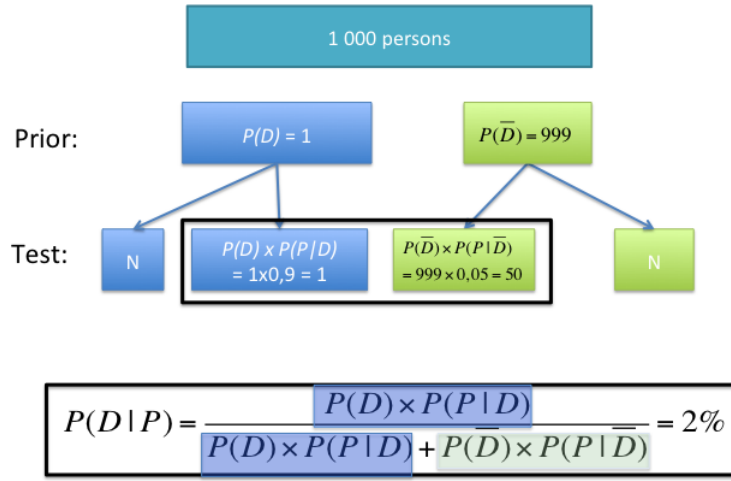 1 000 persons
Prior:
P(D) = 1
P(D̅) = 999
Test:
N
P(D) x P(P|D)
= 1x0,9 = 1
P(D̅) × P(P | D̅)
= 999 × 0,05 = 50
N
P(D | P) = P(D) × P(P | D) / P(D) × P(P | D) + P(D̅) × P(P | D̅) = 2%